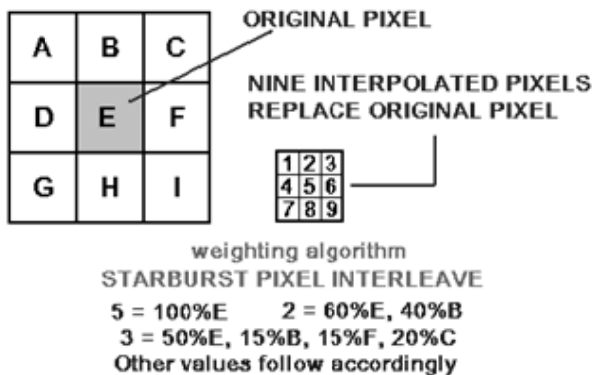 ORIGINAL PIXEL
A B C
D E F
G H I
NINE INTERPOLATED PIXELS
REPLACE ORIGINAL PIXEL
1 2 3
4 5 6
7 8 9
weighting algorithm
STARBURST PIXEL INTERLEAVE
5 = 100%E 2 = 60%E, 40%B
3 = 50%E, 15%B, 15%F, 20%C
Other values follow accordingly